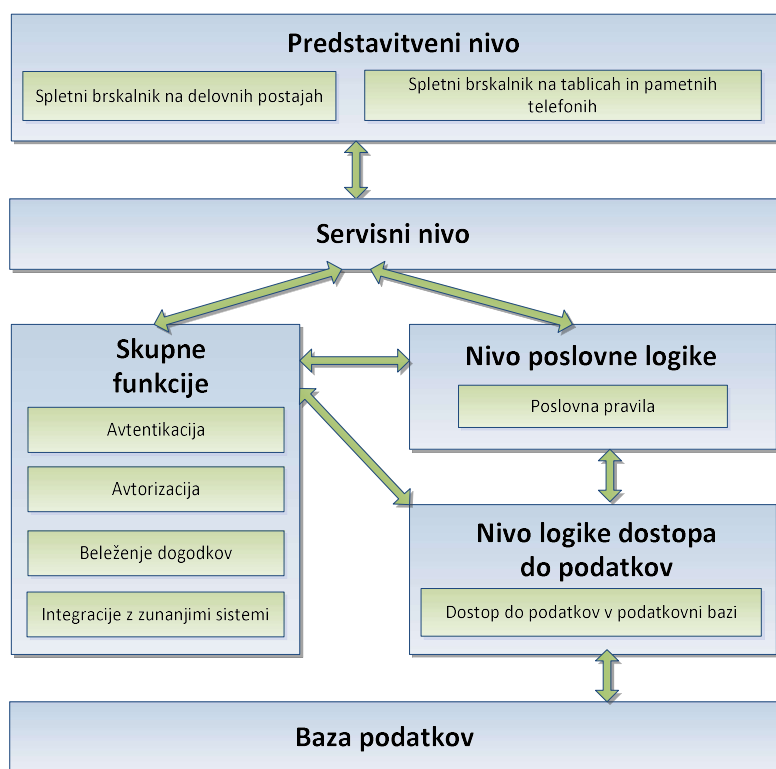 Predstavitveni nivo
Spletni brskalnik na delovnih postajah
Spletni brskalnik na tablicah in pametnih
telefonih
Servisni nivo
Skupne
funkcije
Avtentikacija
Avtorizacija
Beleženje dogodkov
Integracije z zunanjimi sistemi
Nivo poslovne logike
Poslovna pravila
Nivo logike dostopa
do podatkov
Dostop do podatkov v podatkovni bazi
Baza podatkov